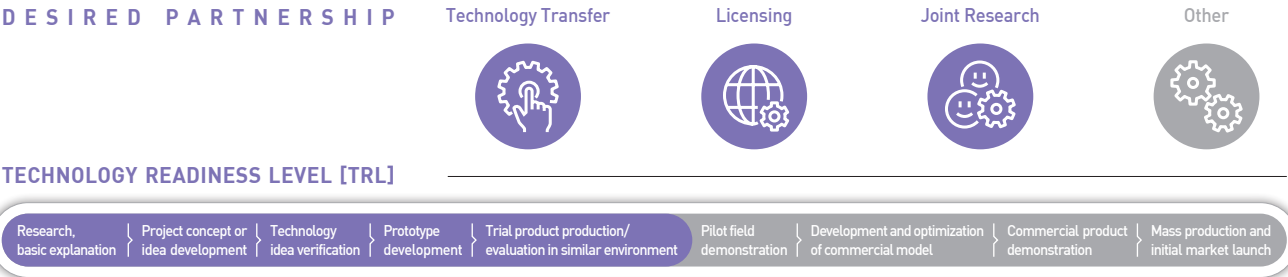 DESIRED PARTNERSHIP
Technology Transfer
Licensing
Joint Research
Other
TECHNOLOGY READINESS LEVEL [TRL]
Research,
basic explanation
Project concept or
idea development
Technology
idea verification
Prototype
development
Trial product production/
evaluation in similar environment
Pilot field
demonstration
Development and optimization
of commercial model
Commercial product
demonstration
Mass production and
initial market launch